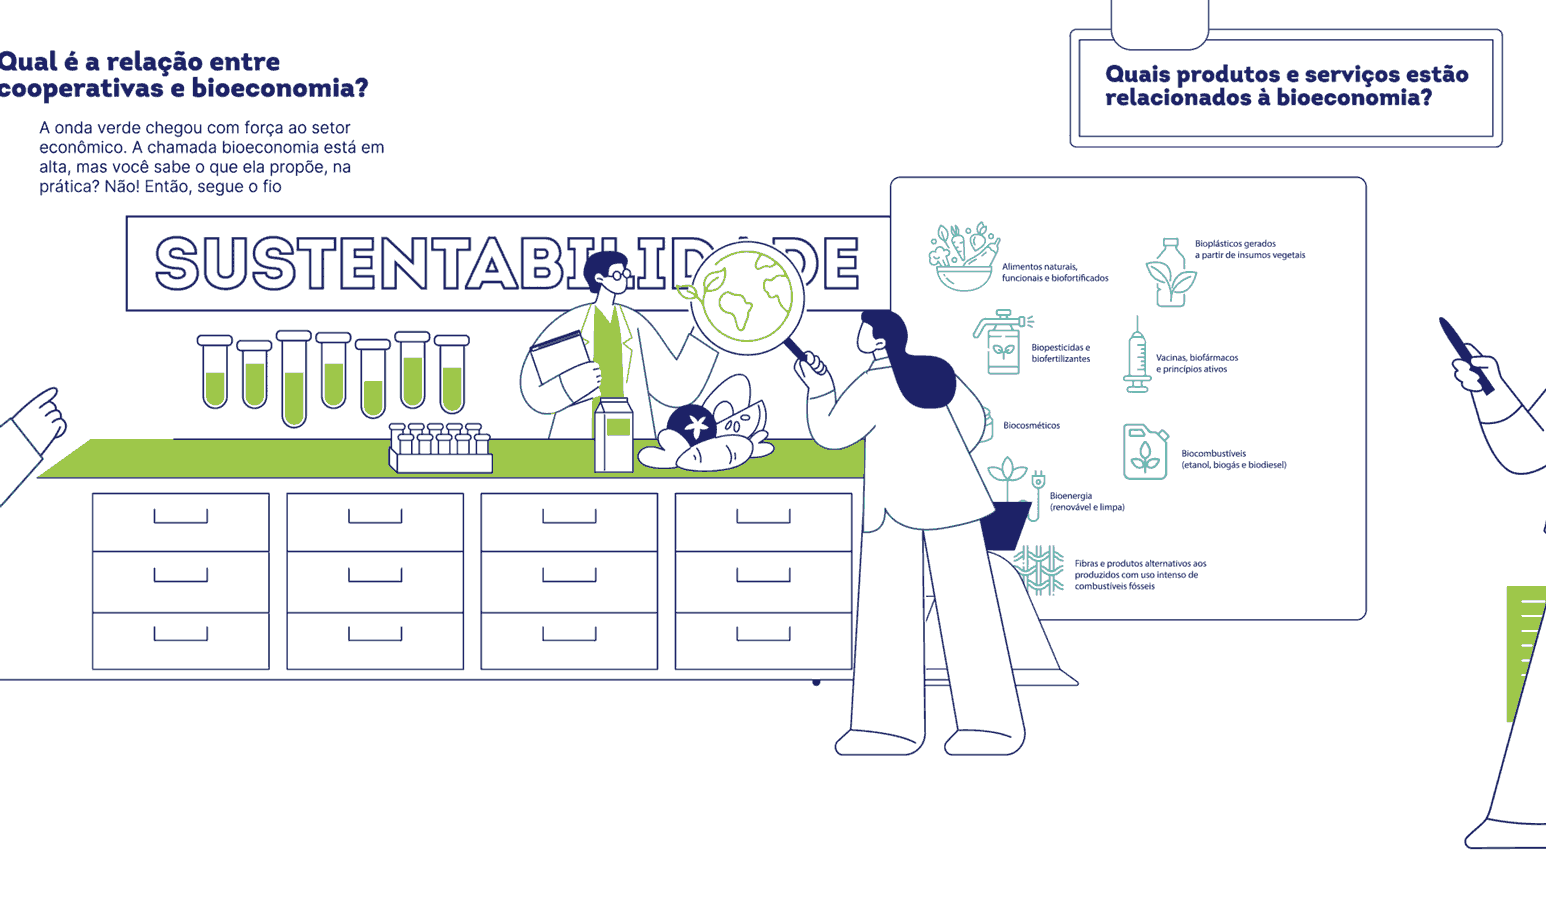 Qual é a relação entre
cooperativas e bioeconomia?
A onda verde chegou com força ao setor
econômico. A chamada bioeconomia está em
alta, mas você sabe o que ela propõe, na
prática? Não! Então, segue o fio
SUSTENTABILIDADE
Quais produtos e serviços estão
relacionados à bioeconomia?
Alimentos naturais,
funcionais e biofortificados
Bioplásticos gerados
a partir de insumos vegetais
Biopesticidas e
biofertilizantes
Vacinas, biofármacos
e princípios ativos
Biocosméticos
Biocombustíveis
(etanol, biogás e biodiesel)
Bioenergia
(renovável e limpa)
Fibras e produtos alternativos aos
produzidos com uso intenso de
combustíveis fósseis